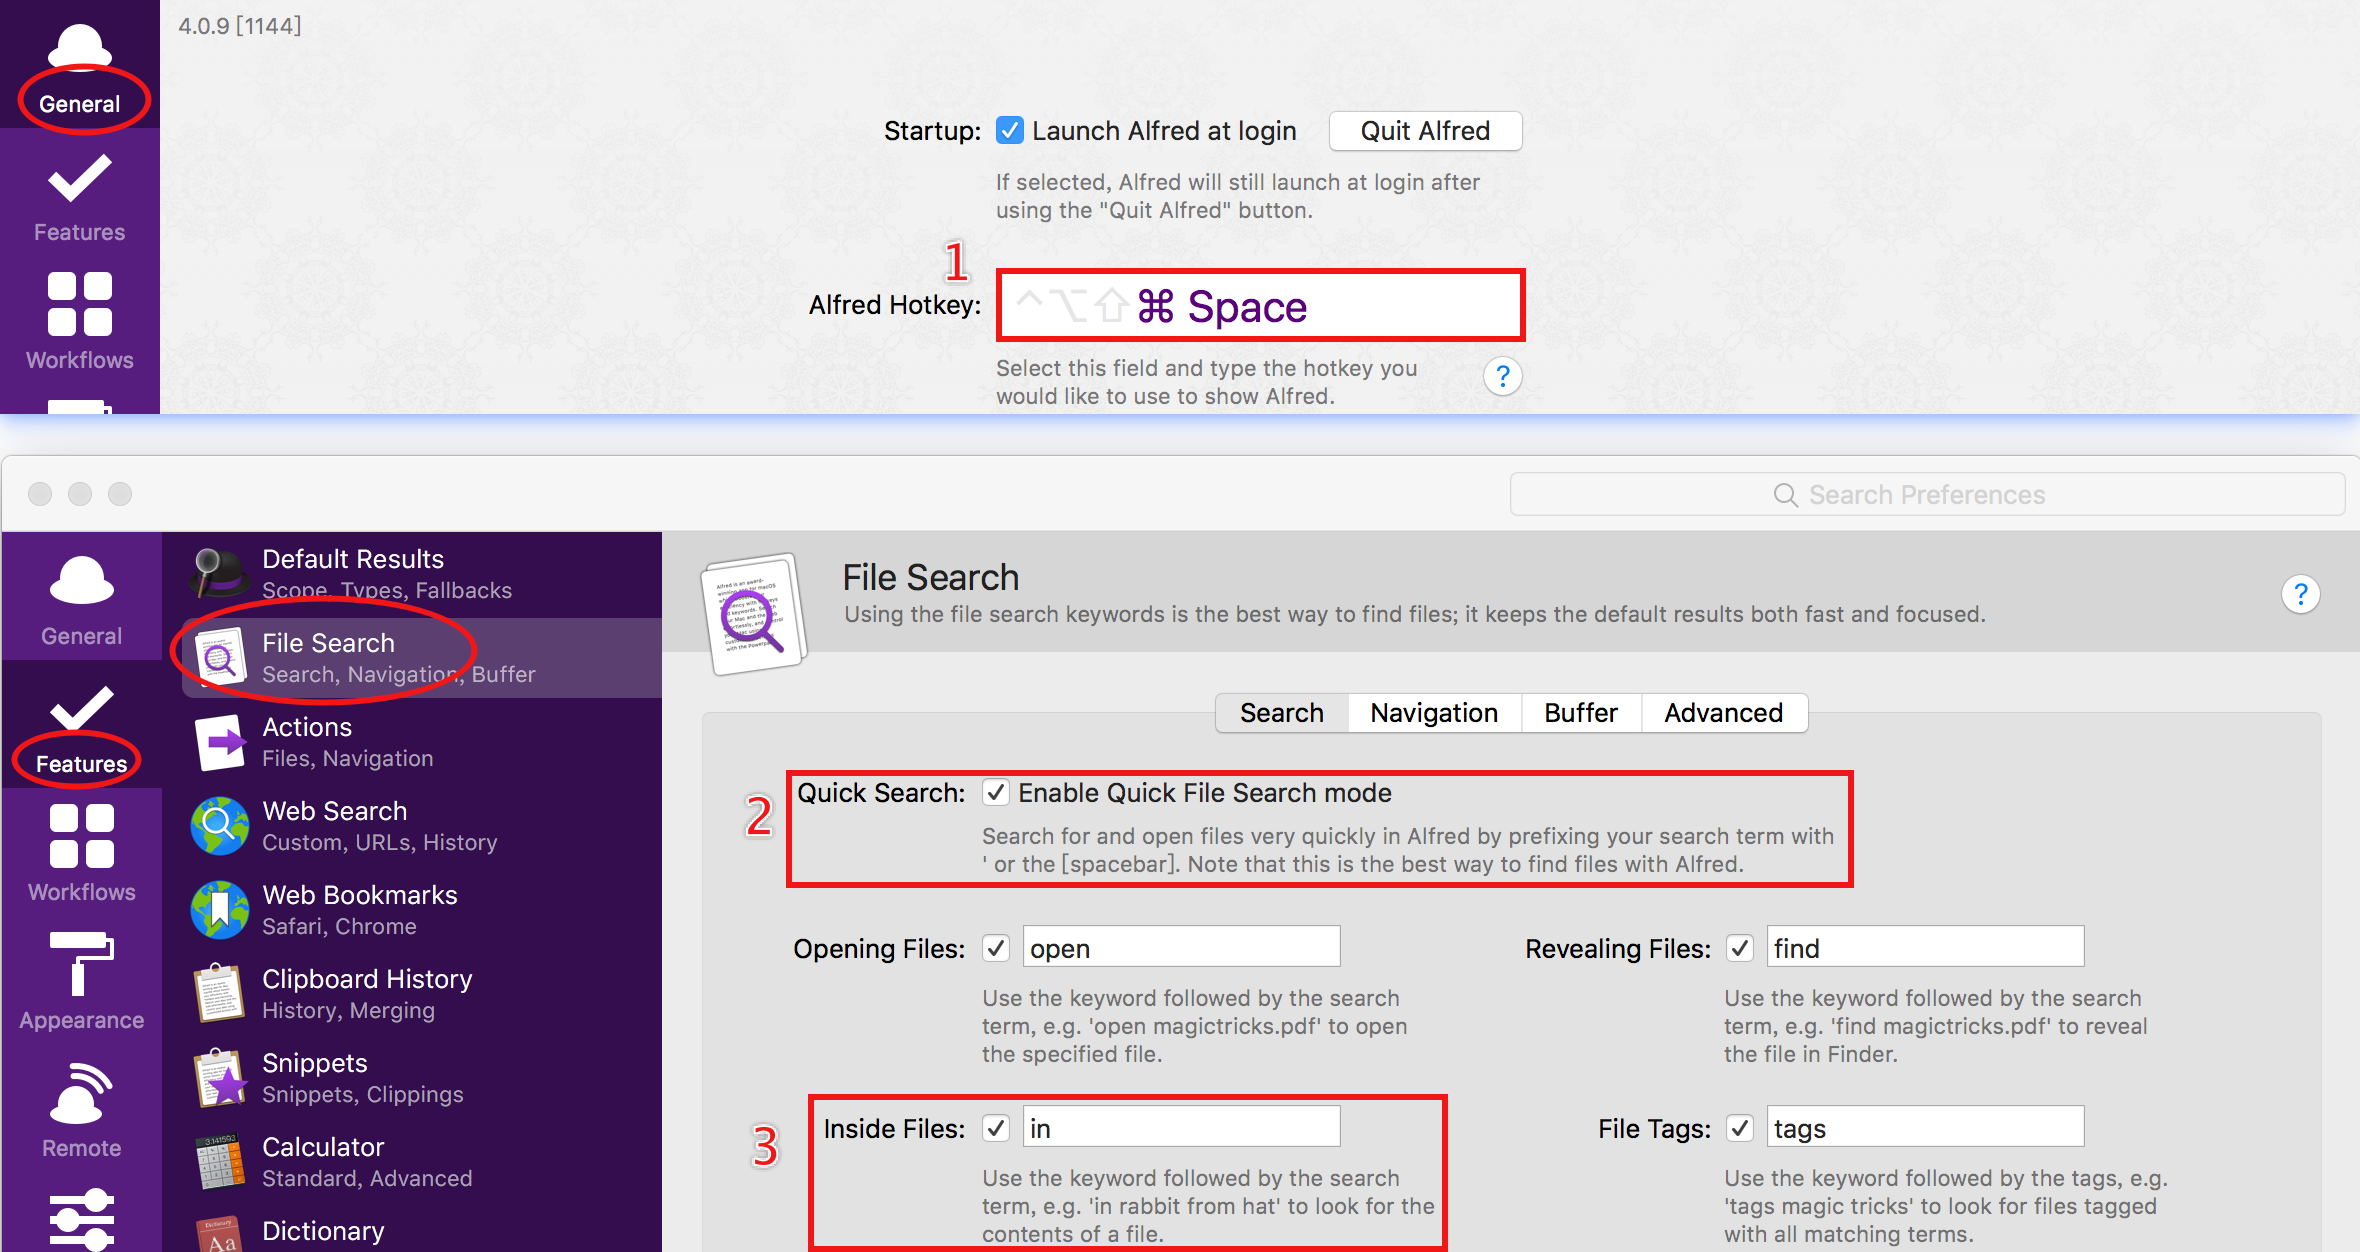 4.0.9 [1144]
General
Features
Workflows
Startup: Launch Alfred at login Quit Alfred
If selected, Alfred will still launch at login after
using the "Quit Alfred" button.
1
Alfred Hotkey: ^⌥⇧⌘ Space
Select this field and type the hotkey you
would like to use to show Alfred.
?
Search Preferences
General
Features
Workflows
Appearance
Remote
Default Results
Scope, Types, Fallbacks
File Search
Search, Navigation, Buffer
Actions
Files, Navigation
Web Search
Custom, URLs, History
Web Bookmarks
Safari, Chrome
Clipboard History
History, Merging
Snippets
Snippets, Clippings
3.141593
Calculator
Standard, Advanced
Dictionary
Aa
Dictionary
File Search
Using the file search keywords is the best way to find files; it keeps the default results both fast and focused.
?
Search Navigation Buffer Advanced
2
Quick Search: Enable Quick File Search mode
Search for and open files very quickly in Alfred by prefixing your search term with
' or the [spacebar]. Note that this is the best way to find files with Alfred.
Opening Files: open
Use the keyword followed by the search
term, e.g. 'open magictricks.pdf' to open
the specified file.
Revealing Files: find
Use the keyword followed by the search
term, e.g. 'find magictricks.pdf' to reveal
the file in Finder.
3
Inside Files: in
Use the keyword followed by the search
term, e.g. 'in rabbit from hat' to look for the
contents of a file.
File Tags: tags
Use the keyword followed by the tags, e.g.
'tags magic tricks' to look for files tagged
with all matching terms.